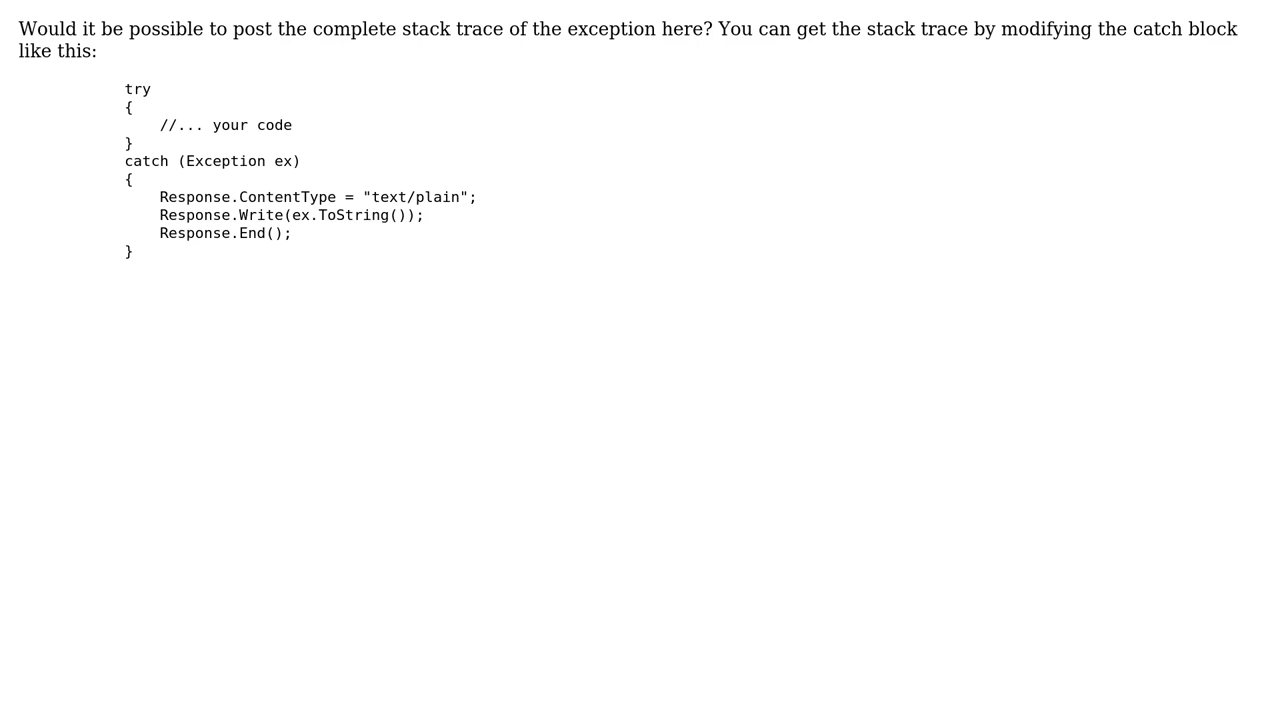 Would it be possible to post the complete stack trace of the exception here? You can get the stack trace by modifying the catch block
like this:
try
{
    //... your code
}
catch (Exception ex)
{
    Response.ContentType = "text/plain";
    Response.Write(ex.ToString());
    Response.End();
}